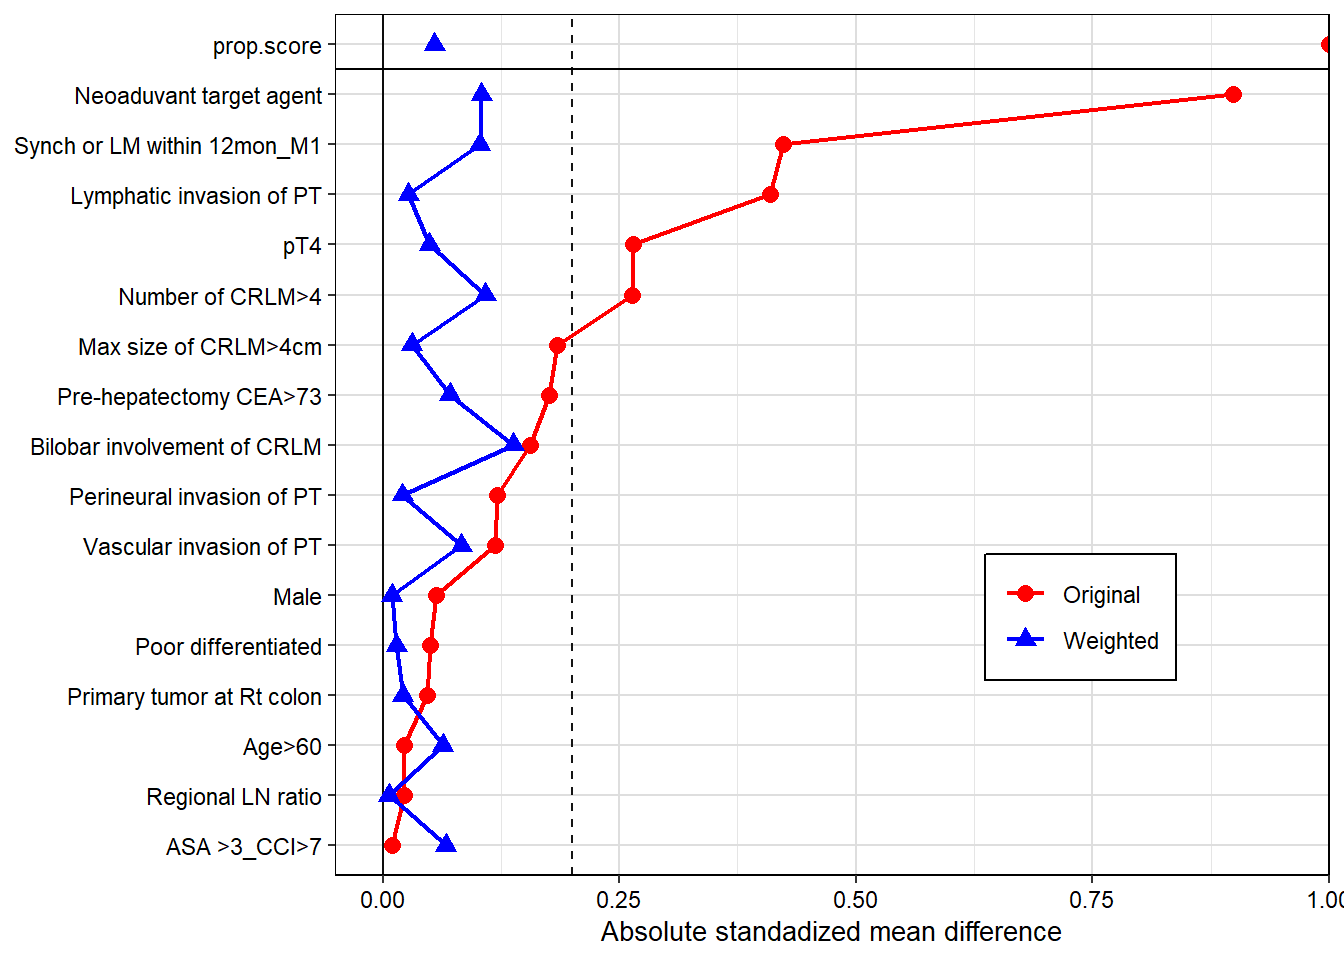 prop.score
Neoaduvant target agent
Synch or LM within 12mon_M1
Lymphatic invasion of PT
pT4
Number of CRLM>4
Max size of CRLM>4cm
Pre-hepatectomy CEA>73
Bilobar involvement of CRLM
Perineural invasion of PT
Vascular invasion of PT
Male
Poor differentiated
Primary tumor at Rt colon
Age>60
Regional LN ratio
ASA >3_CCI>7
Original
Weighted
0.00 0.25 0.50 0.75 1.00
Absolute standadized mean difference